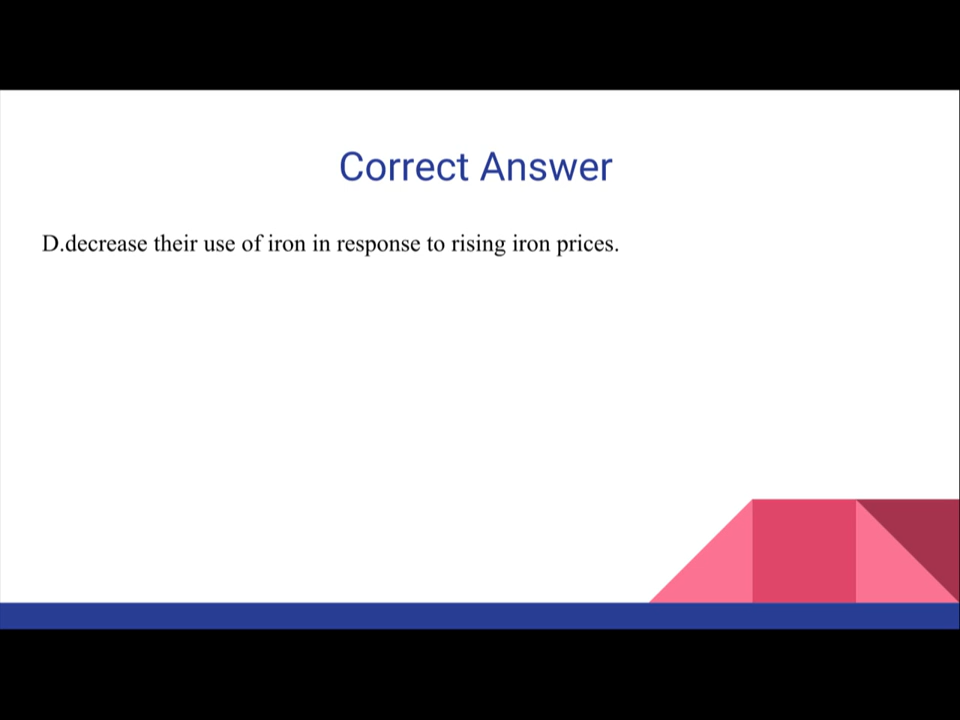 Correct Answer
D.decrease their use of iron in response to rising iron prices.